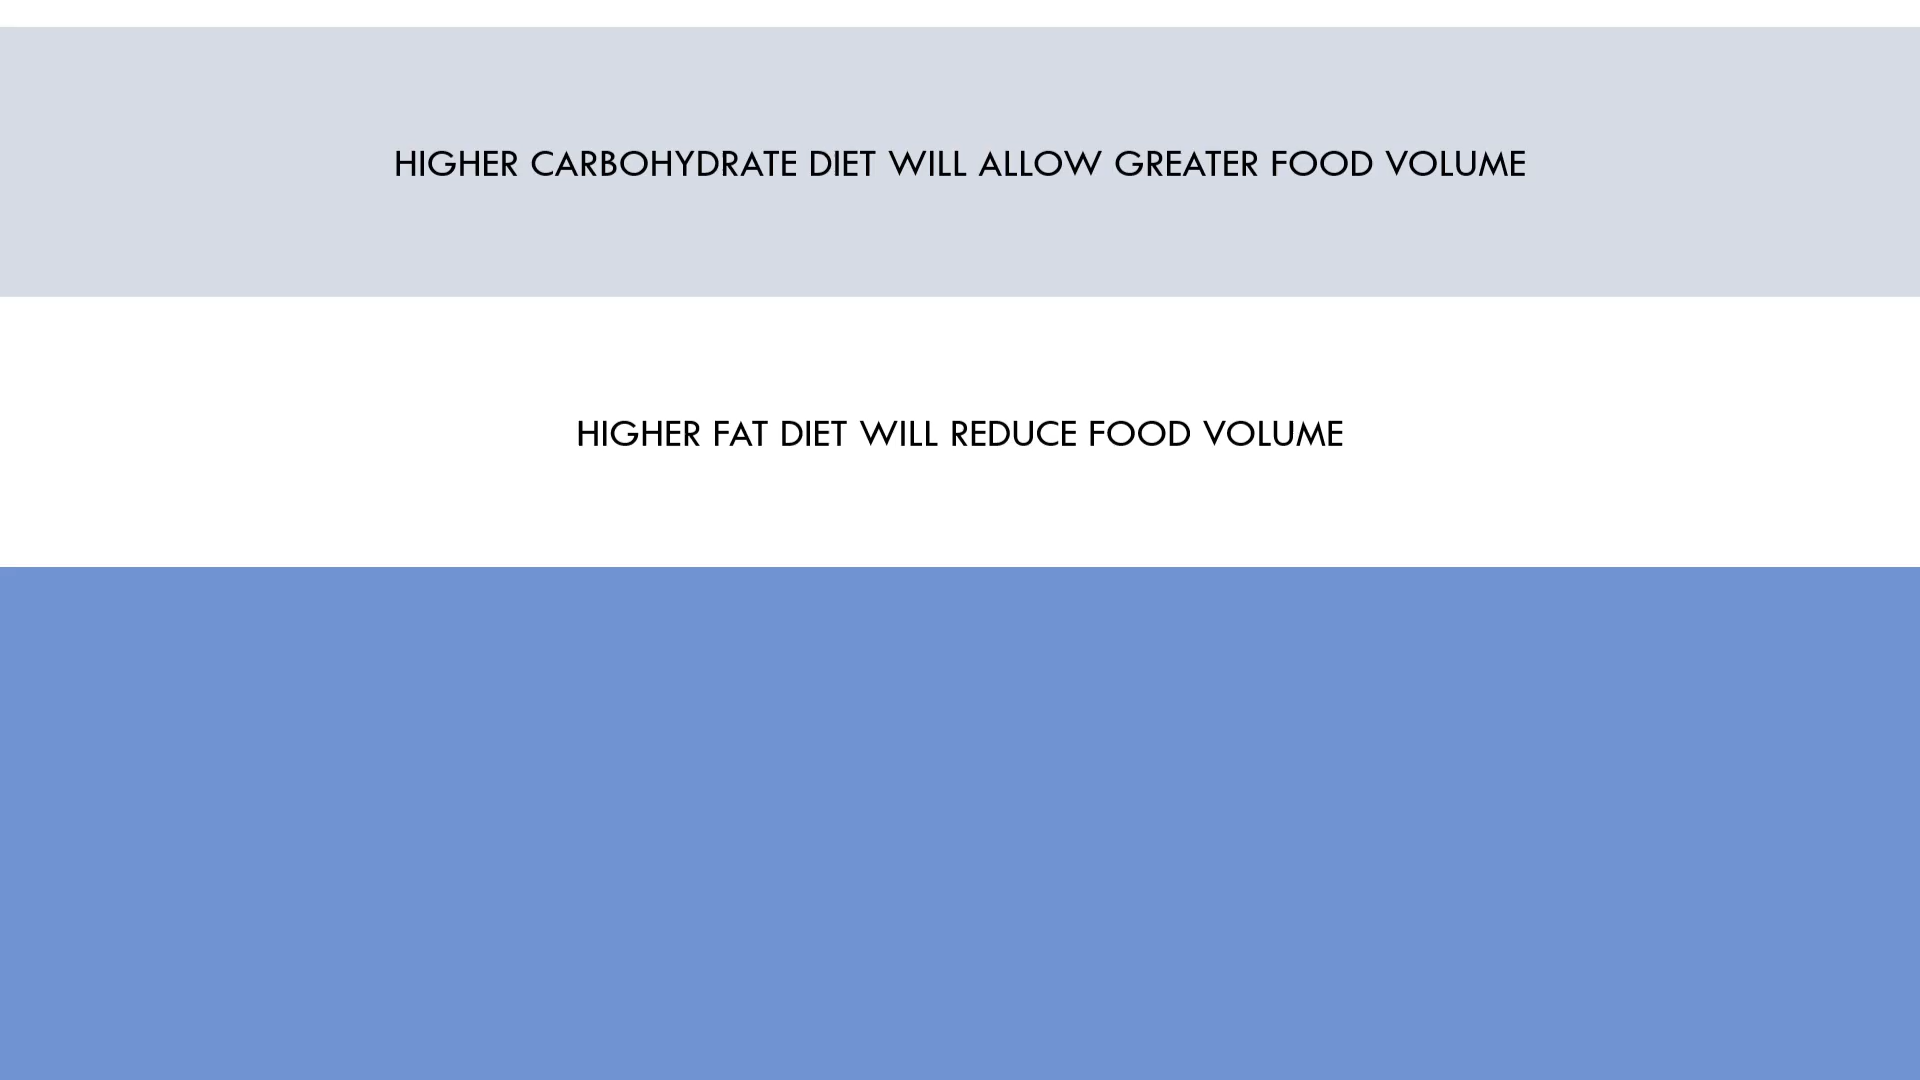 HIGHER CARBOHYDRATE DIET WILL ALLOW GREATER FOOD VOLUME
HIGHER FAT DIET WILL REDUCE FOOD VOLUME